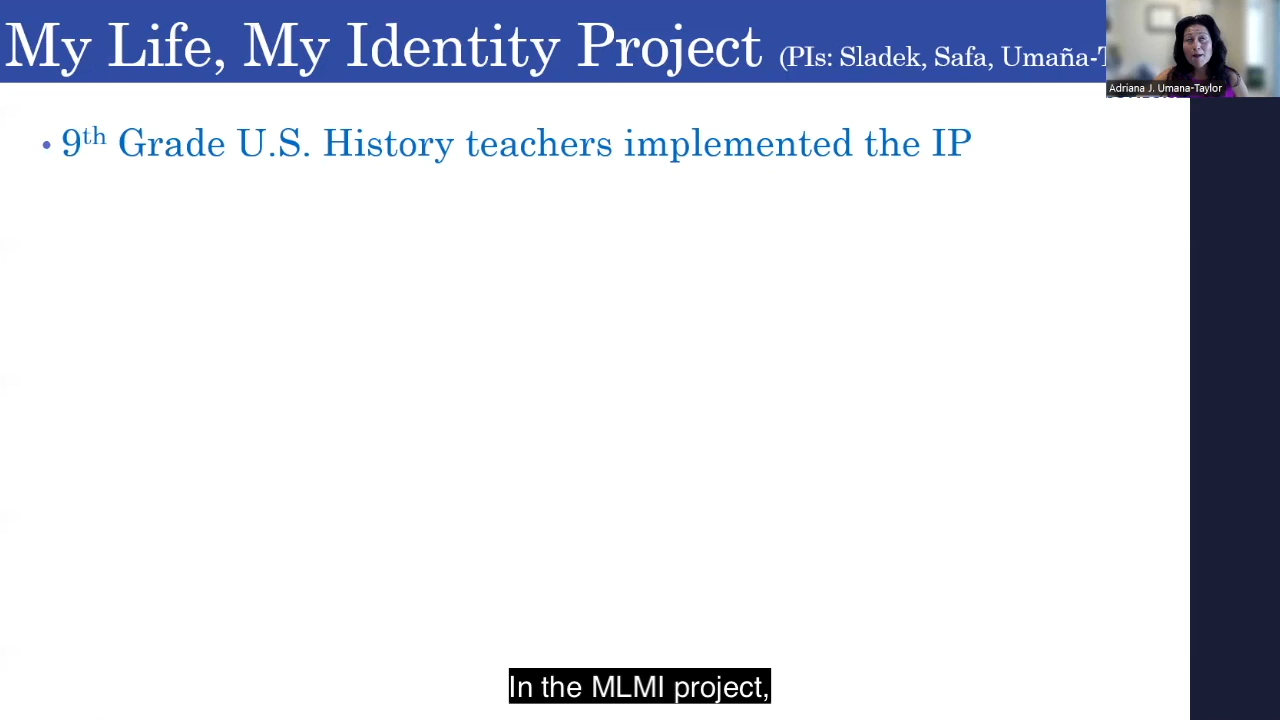 My Life, My Identity Project (PIs: Sladek, Safa, Umaña-T
Adriana J. Umana-Taylor
• 9th Grade U.S. History teachers implemented the IP
In the MLMI project,